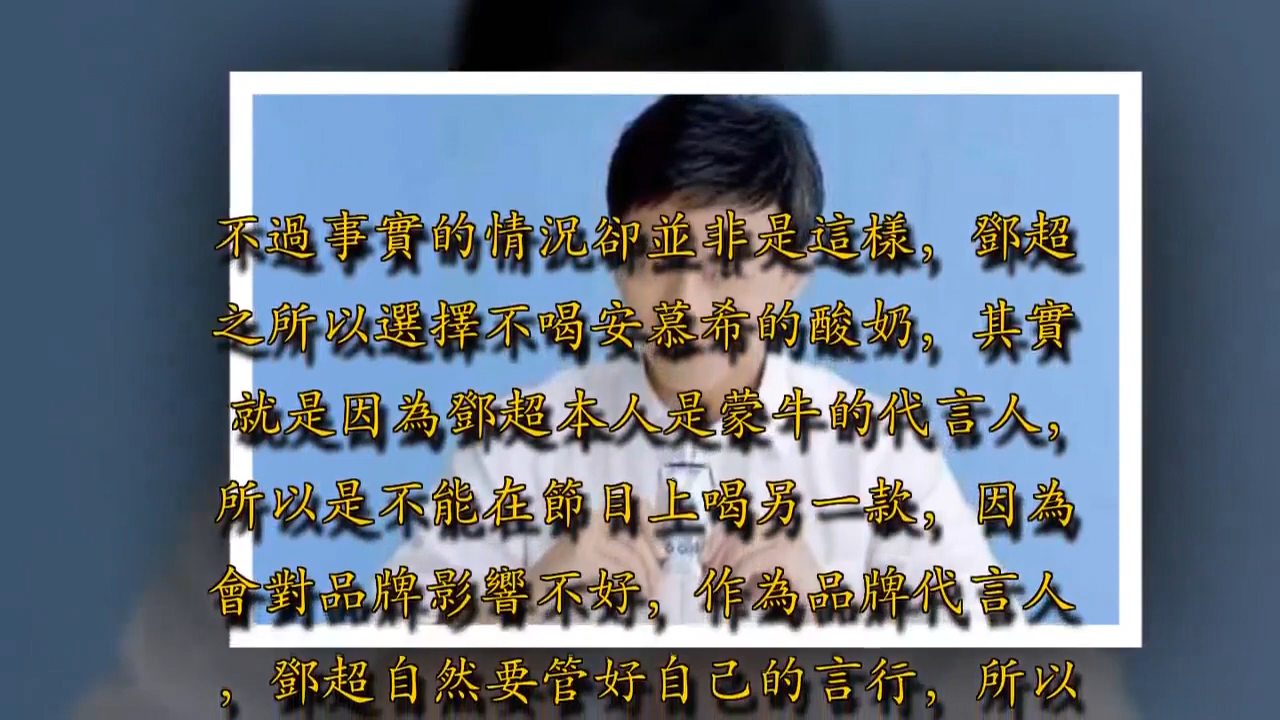 不過事實的情況卻並非是這樣，鄧超
之所以選擇不喝安慕希的酸奶，其實
就是因為鄧超本人是蒙牛的代言人，
所以是不能在節目上喝另一款，因為
會對品牌影響不好，作為品牌代言人
，鄧超自然要管好自己的言行，所以